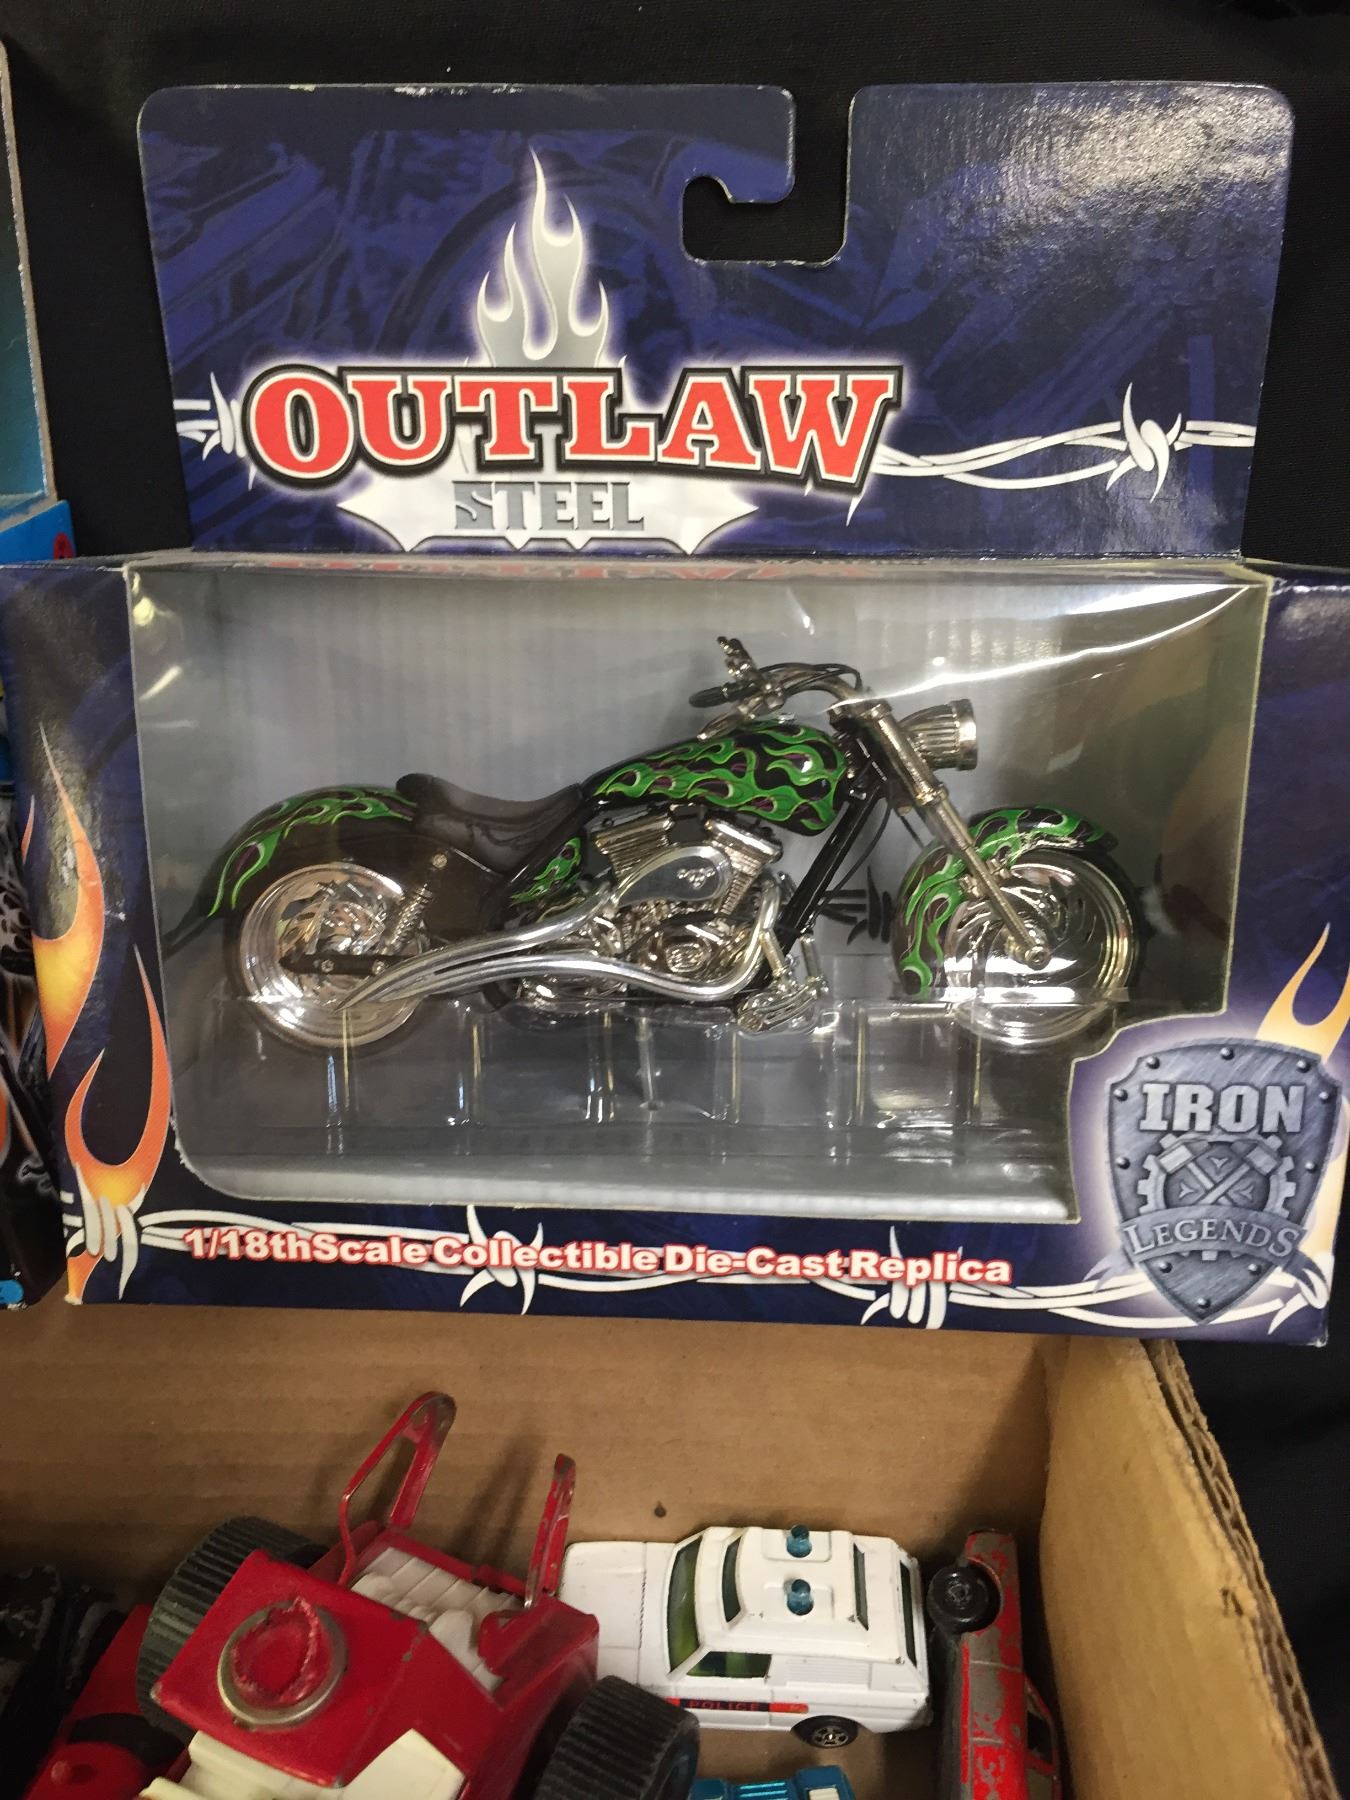 OUTLAW
STEEL
IRON
LEGENDS
1/18thScale Collectible Die-Cast Replica
POLICE